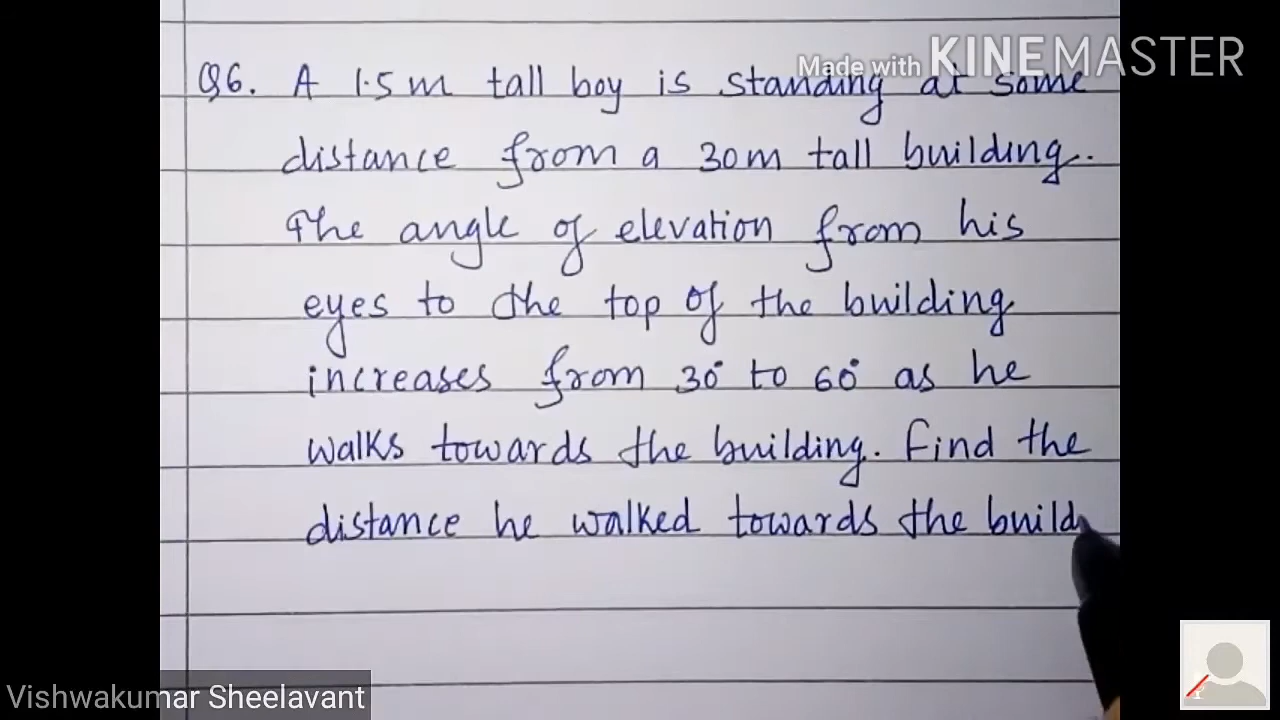 Made with KINEMASTER
Q6. A 1.5m tall boy is standing at some
distance from a 30m tall building.
The angle of elevation from his
eyes to the top of the building
increases from 30° to 60° as he
walks towards the building. Find the
distance he walked towards the build
Vishwakumar Sheelavant